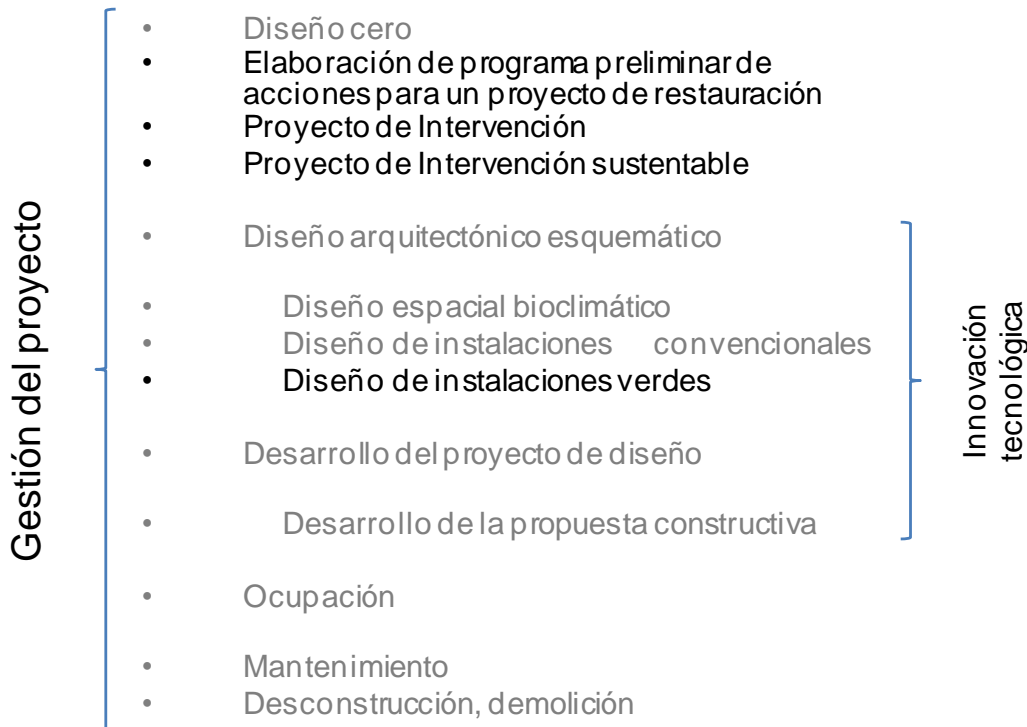 Gestión del proyecto
• Diseño cero
• Elaboración de programa preliminar de
acciones para un proyecto de restauración
• Proyecto de Intervención
• Proyecto de Intervención sustentable
• Diseño arquitectónico esquemático
• Diseño espacial bioclimático
• Diseño de instalaciones convencionales
• Diseño de instalaciones verdes
• Desarrollo del proyecto de diseño
• Desarrollo de la propuesta constructiva
• Ocupación
• Mantenimiento
• Desconstrucción, demolición
Innovación
tecnológica